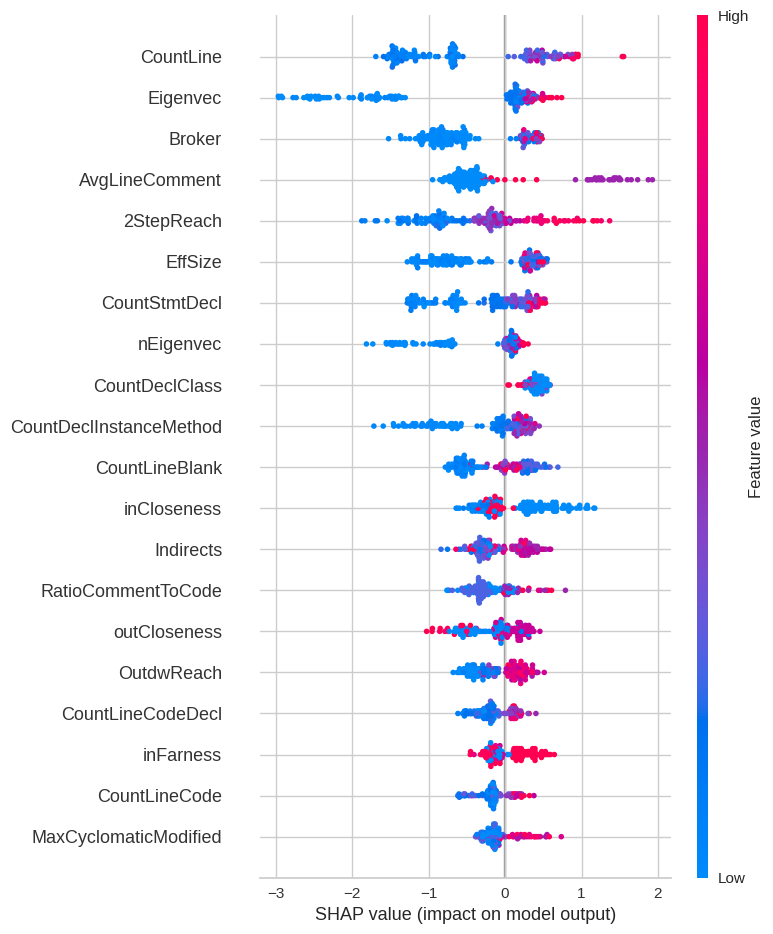 High
CountLine
Eigenvec
Broker
AvgLineComment
2StepReach
EffSize
CountStmtDecl
nEigenvec
CountDeclClass
CountDeclInstanceMethod
CountLineBlank
inCloseness
Indirects
RatioCommentToCode
outCloseness
OutdwReach
CountLineCodeDecl
inFarness
CountLineCode
MaxCyclomaticModified
Feature value
Low
−3 −2 −1 0 1 2
SHAP value (impact on model output)